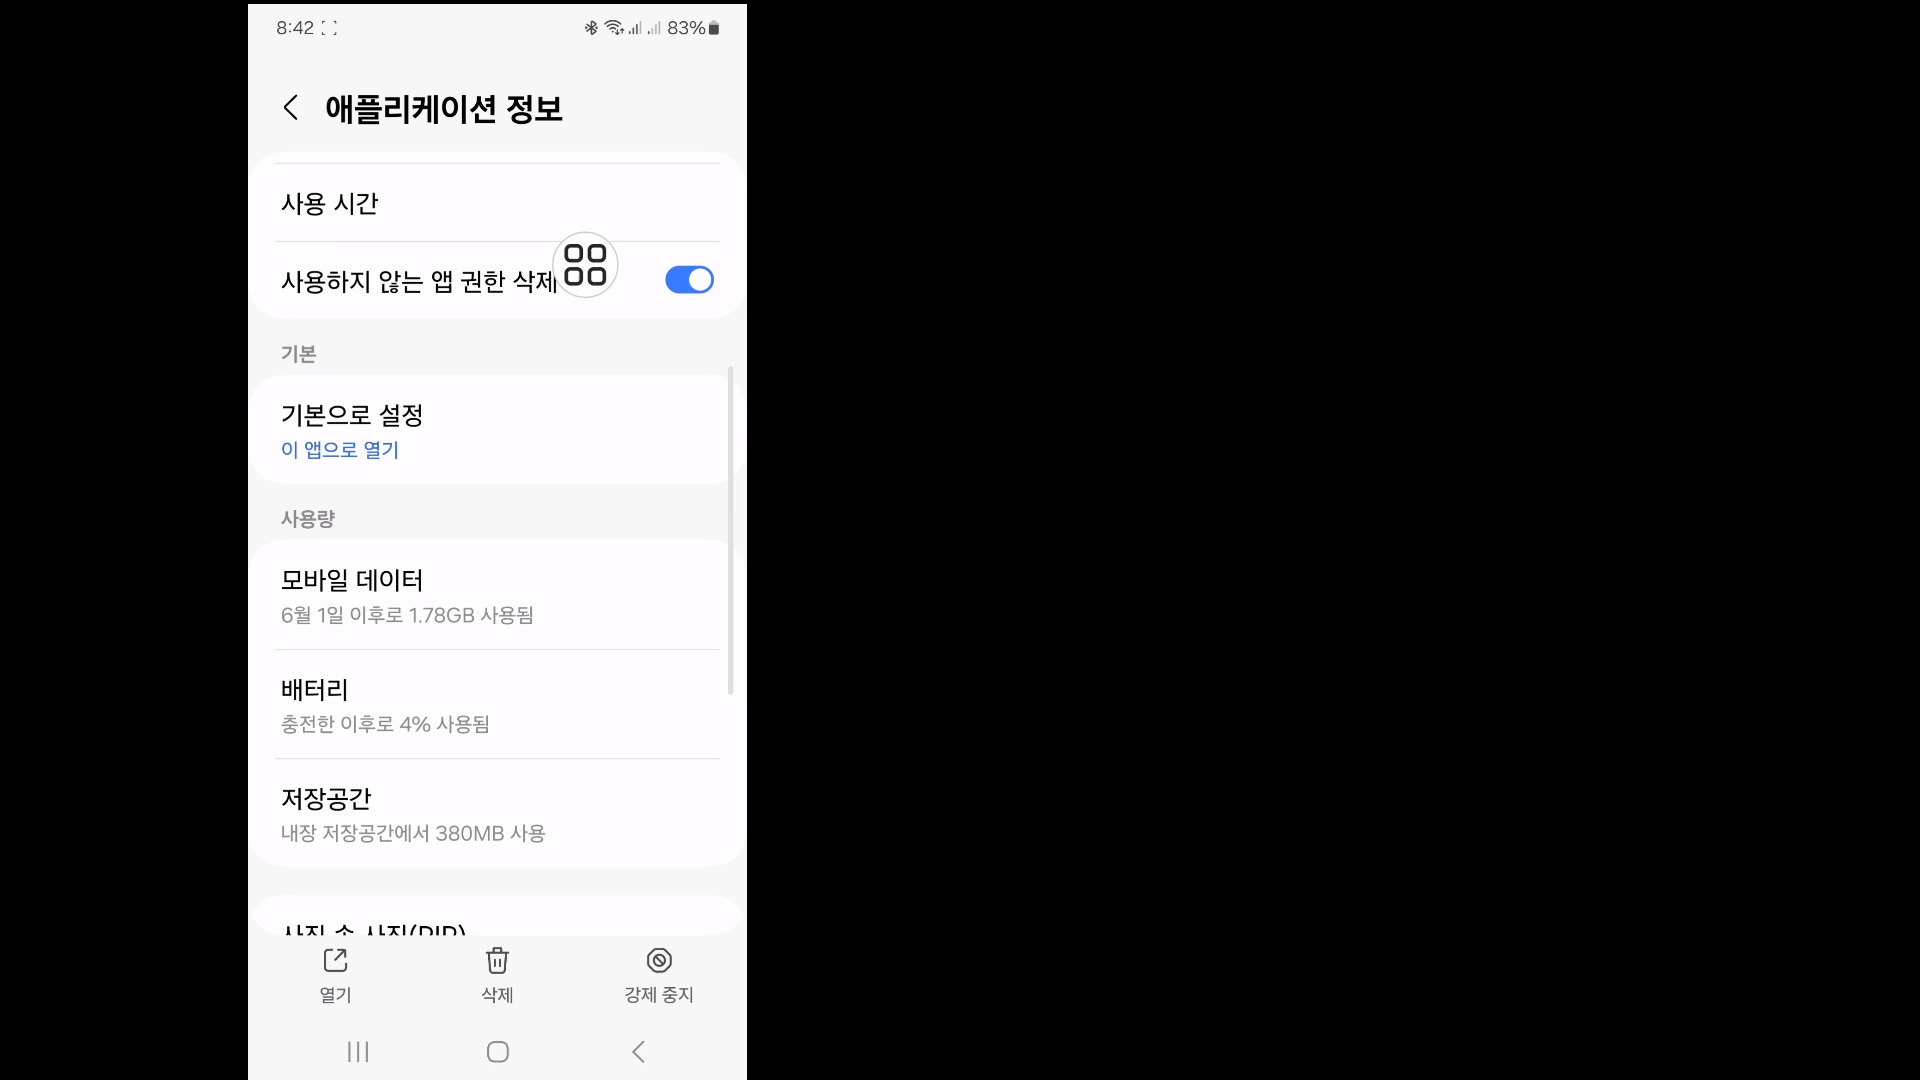 8:42
83%
애플리케이션 정보
사용 시간
사용하지 않는 앱 권한 삭제
기본
기본으로 설정
이 앱으로 열기
사용량
모바일 데이터
6월 1일 이후로 1.78GB 사용됨
배터리
충전한 이후로 4% 사용됨
저장공간
내장 저장공간에서 380MB 사용
사진 속 사진(PIP)
열기
삭제
강제 중지